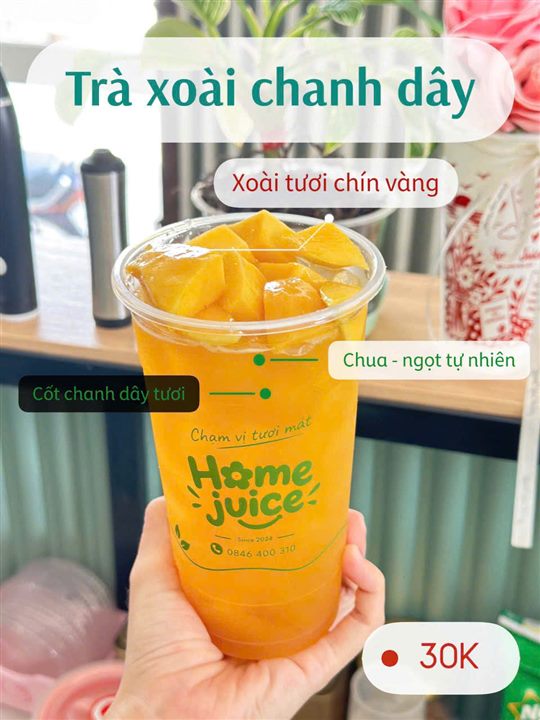 Trà xoài chanh dây
Xoài tươi chín vàng
Chua - ngọt tự nhiên
Cốt chanh dây tươi
Chạm vị tươi mát
Home
juice
Since 2024
0846 400 310
30K